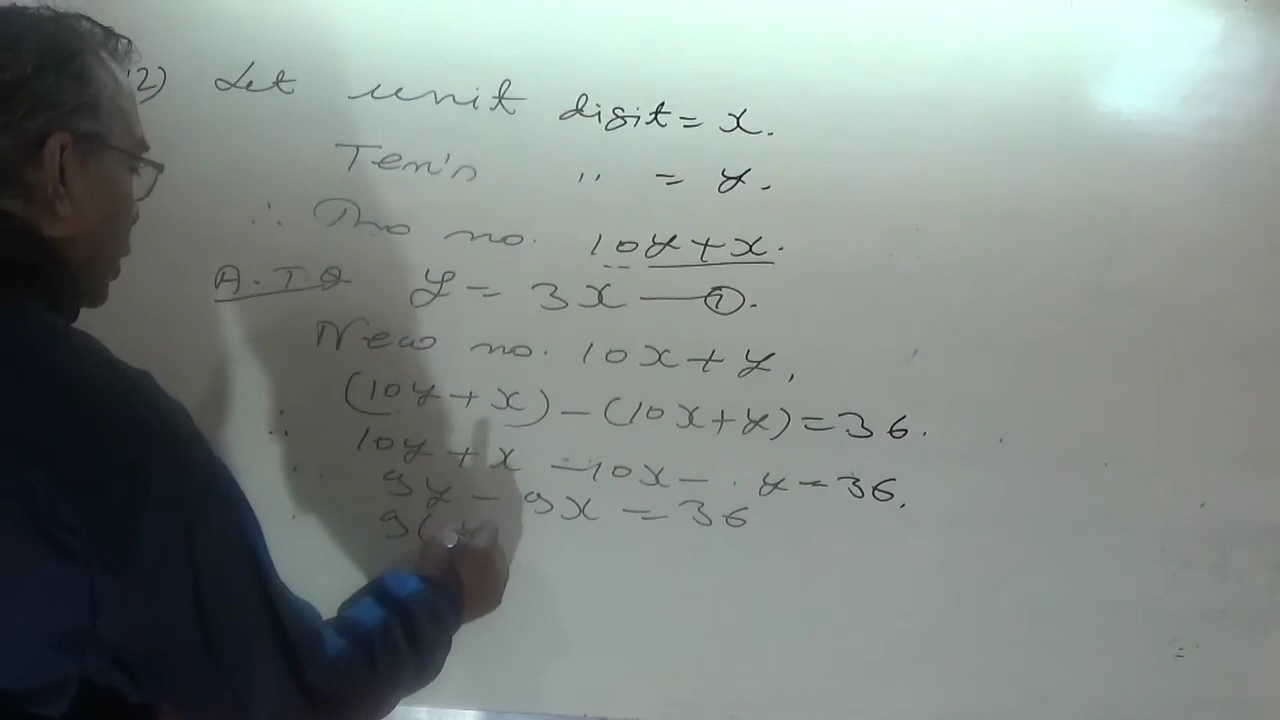 2) Let unit digit = x.
Ten's " = y.
∴ The no. 10y + x.
A.T.Q y = 3x — ①.
New no. 10x + y,
(10y + x) - (10x + y) = 36.
∴ 10y + x - 10x - y = 36.
9y - 9x = 36
9(